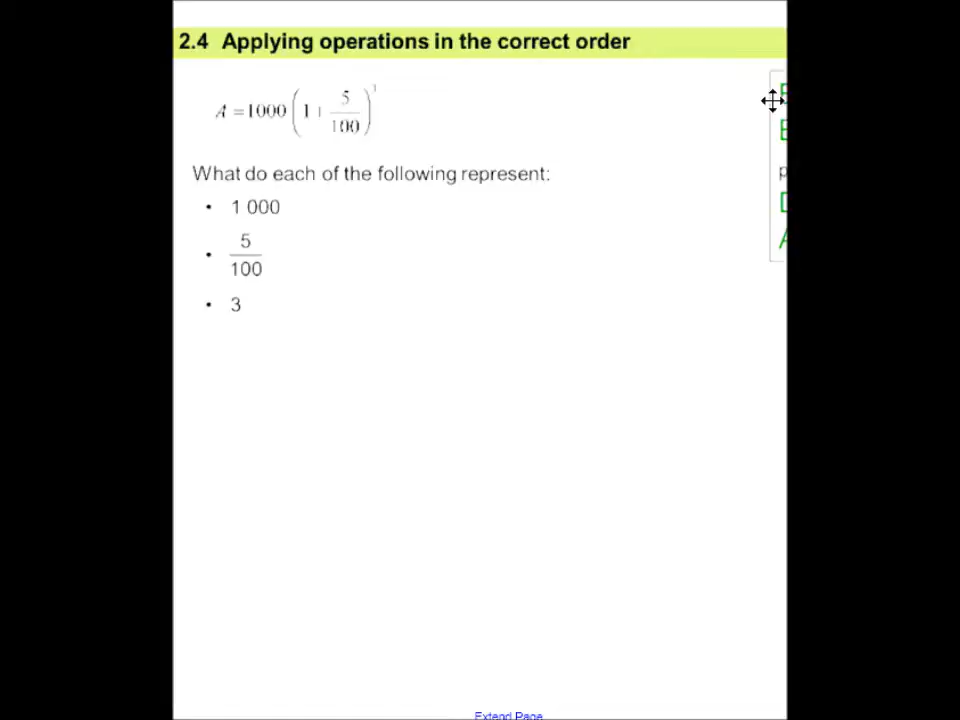 2.4 Applying operations in the correct order
A = 1000 (1 + 5/100)
What do each of the following represent:
• 1 000
• 5/100
• 3
Extend Page